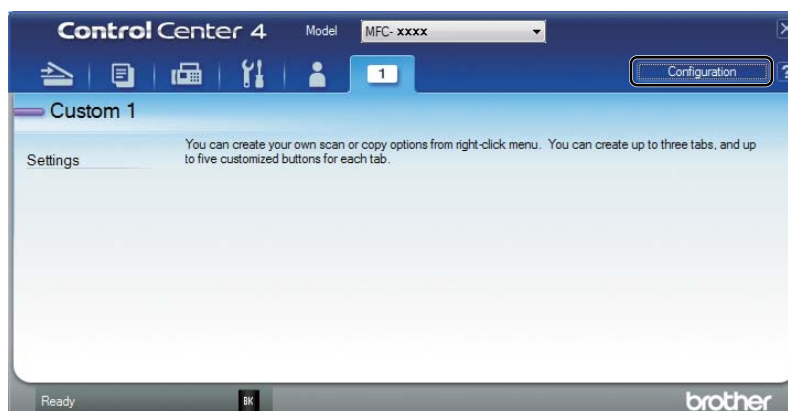 Control Center 4 Model MFC- xxxx
1 Configuration ?
Custom 1
You can create your own scan or copy options from right-click menu. You can create up to three tabs, and up
Settings to five customized buttons for each tab.
Ready BK brother